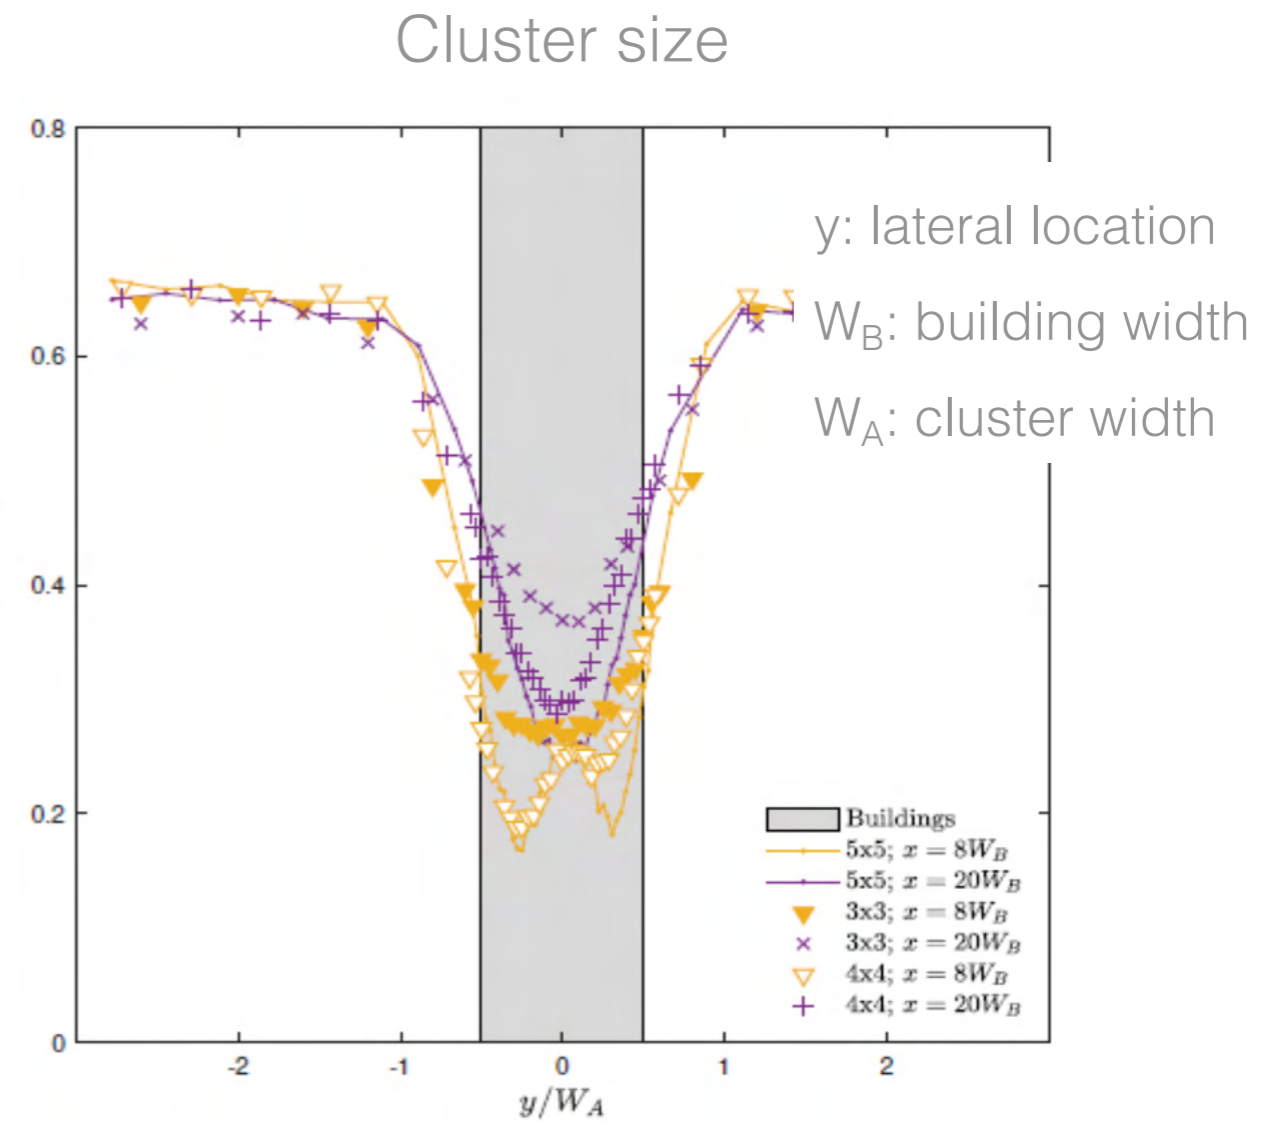 Cluster size
0.8
0.6
0.4
0.2
0
-2 -1 0 1 2
y/W_A
y: lateral location
W_B: building width
W_A: cluster width
Buildings
5x5; x = 8W_B
5x5; x = 20W_B
3x3; x = 8W_B
3x3; x = 20W_B
4x4; x = 8W_B
4x4; x = 20W_B